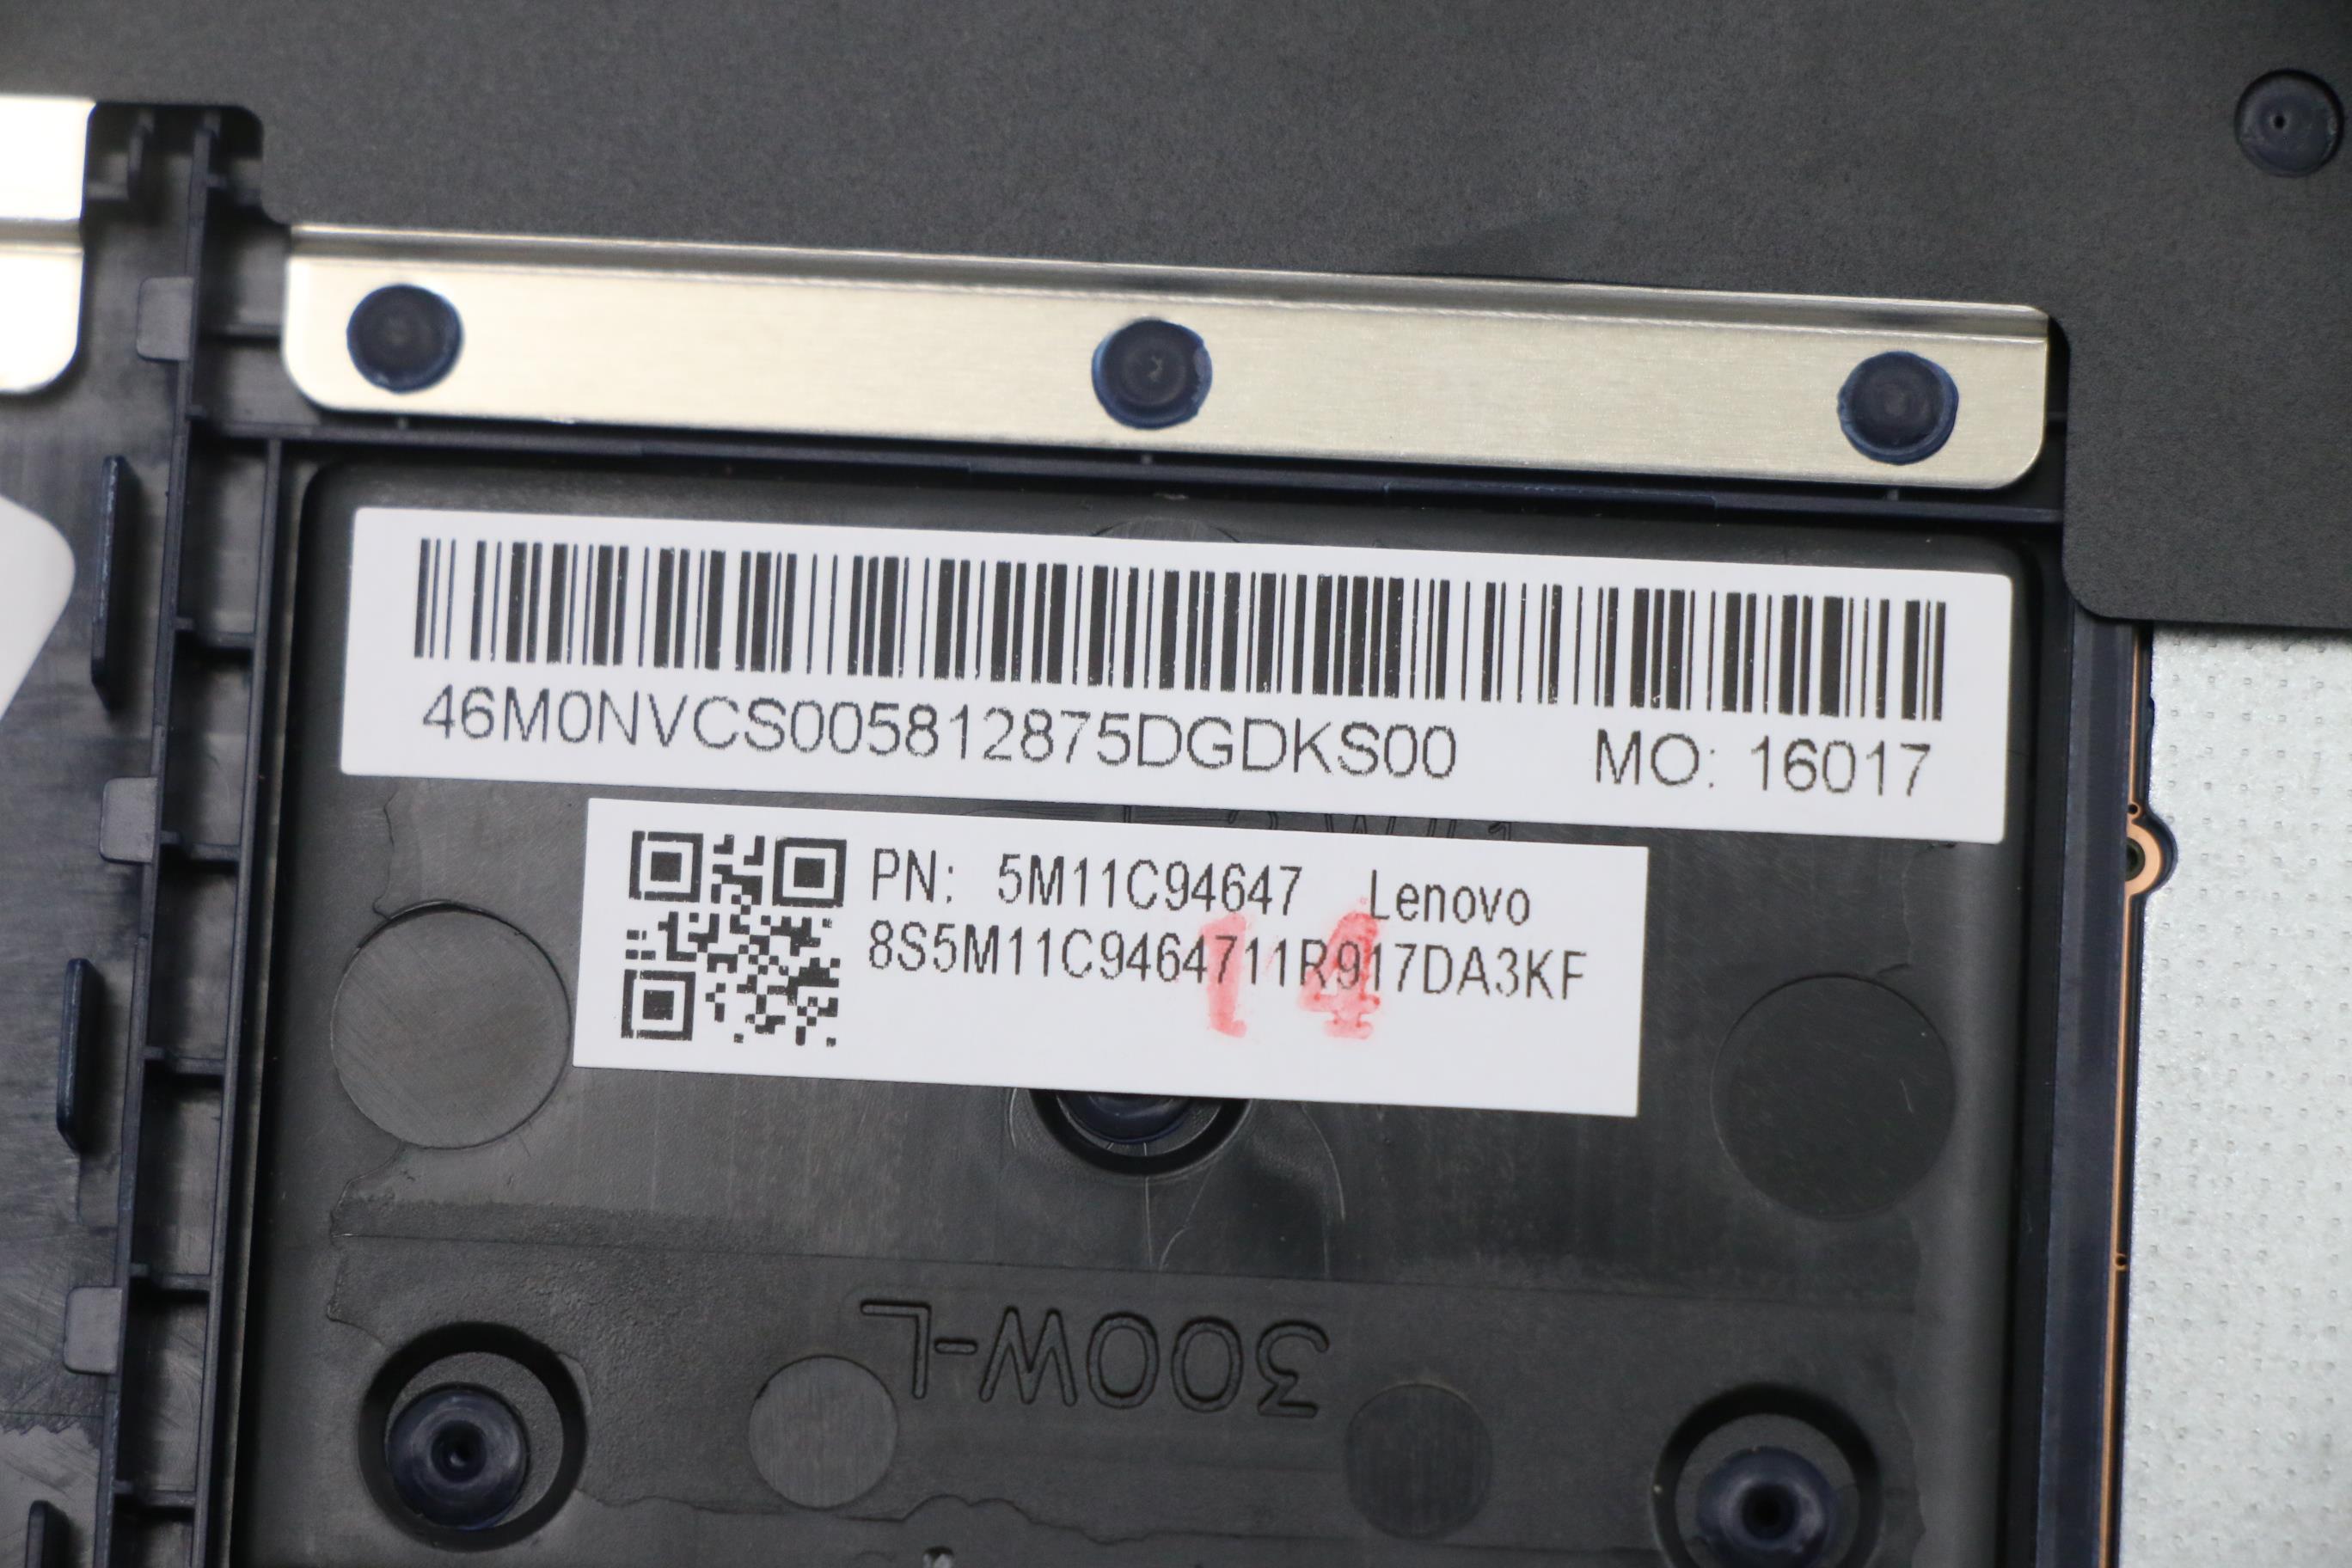 46M0NVCS005812875DGDKS00 MO: 16017
PN: 5M11C94647 Lenovo
8S5M11C9464711R917DA3KF
14
300W-L